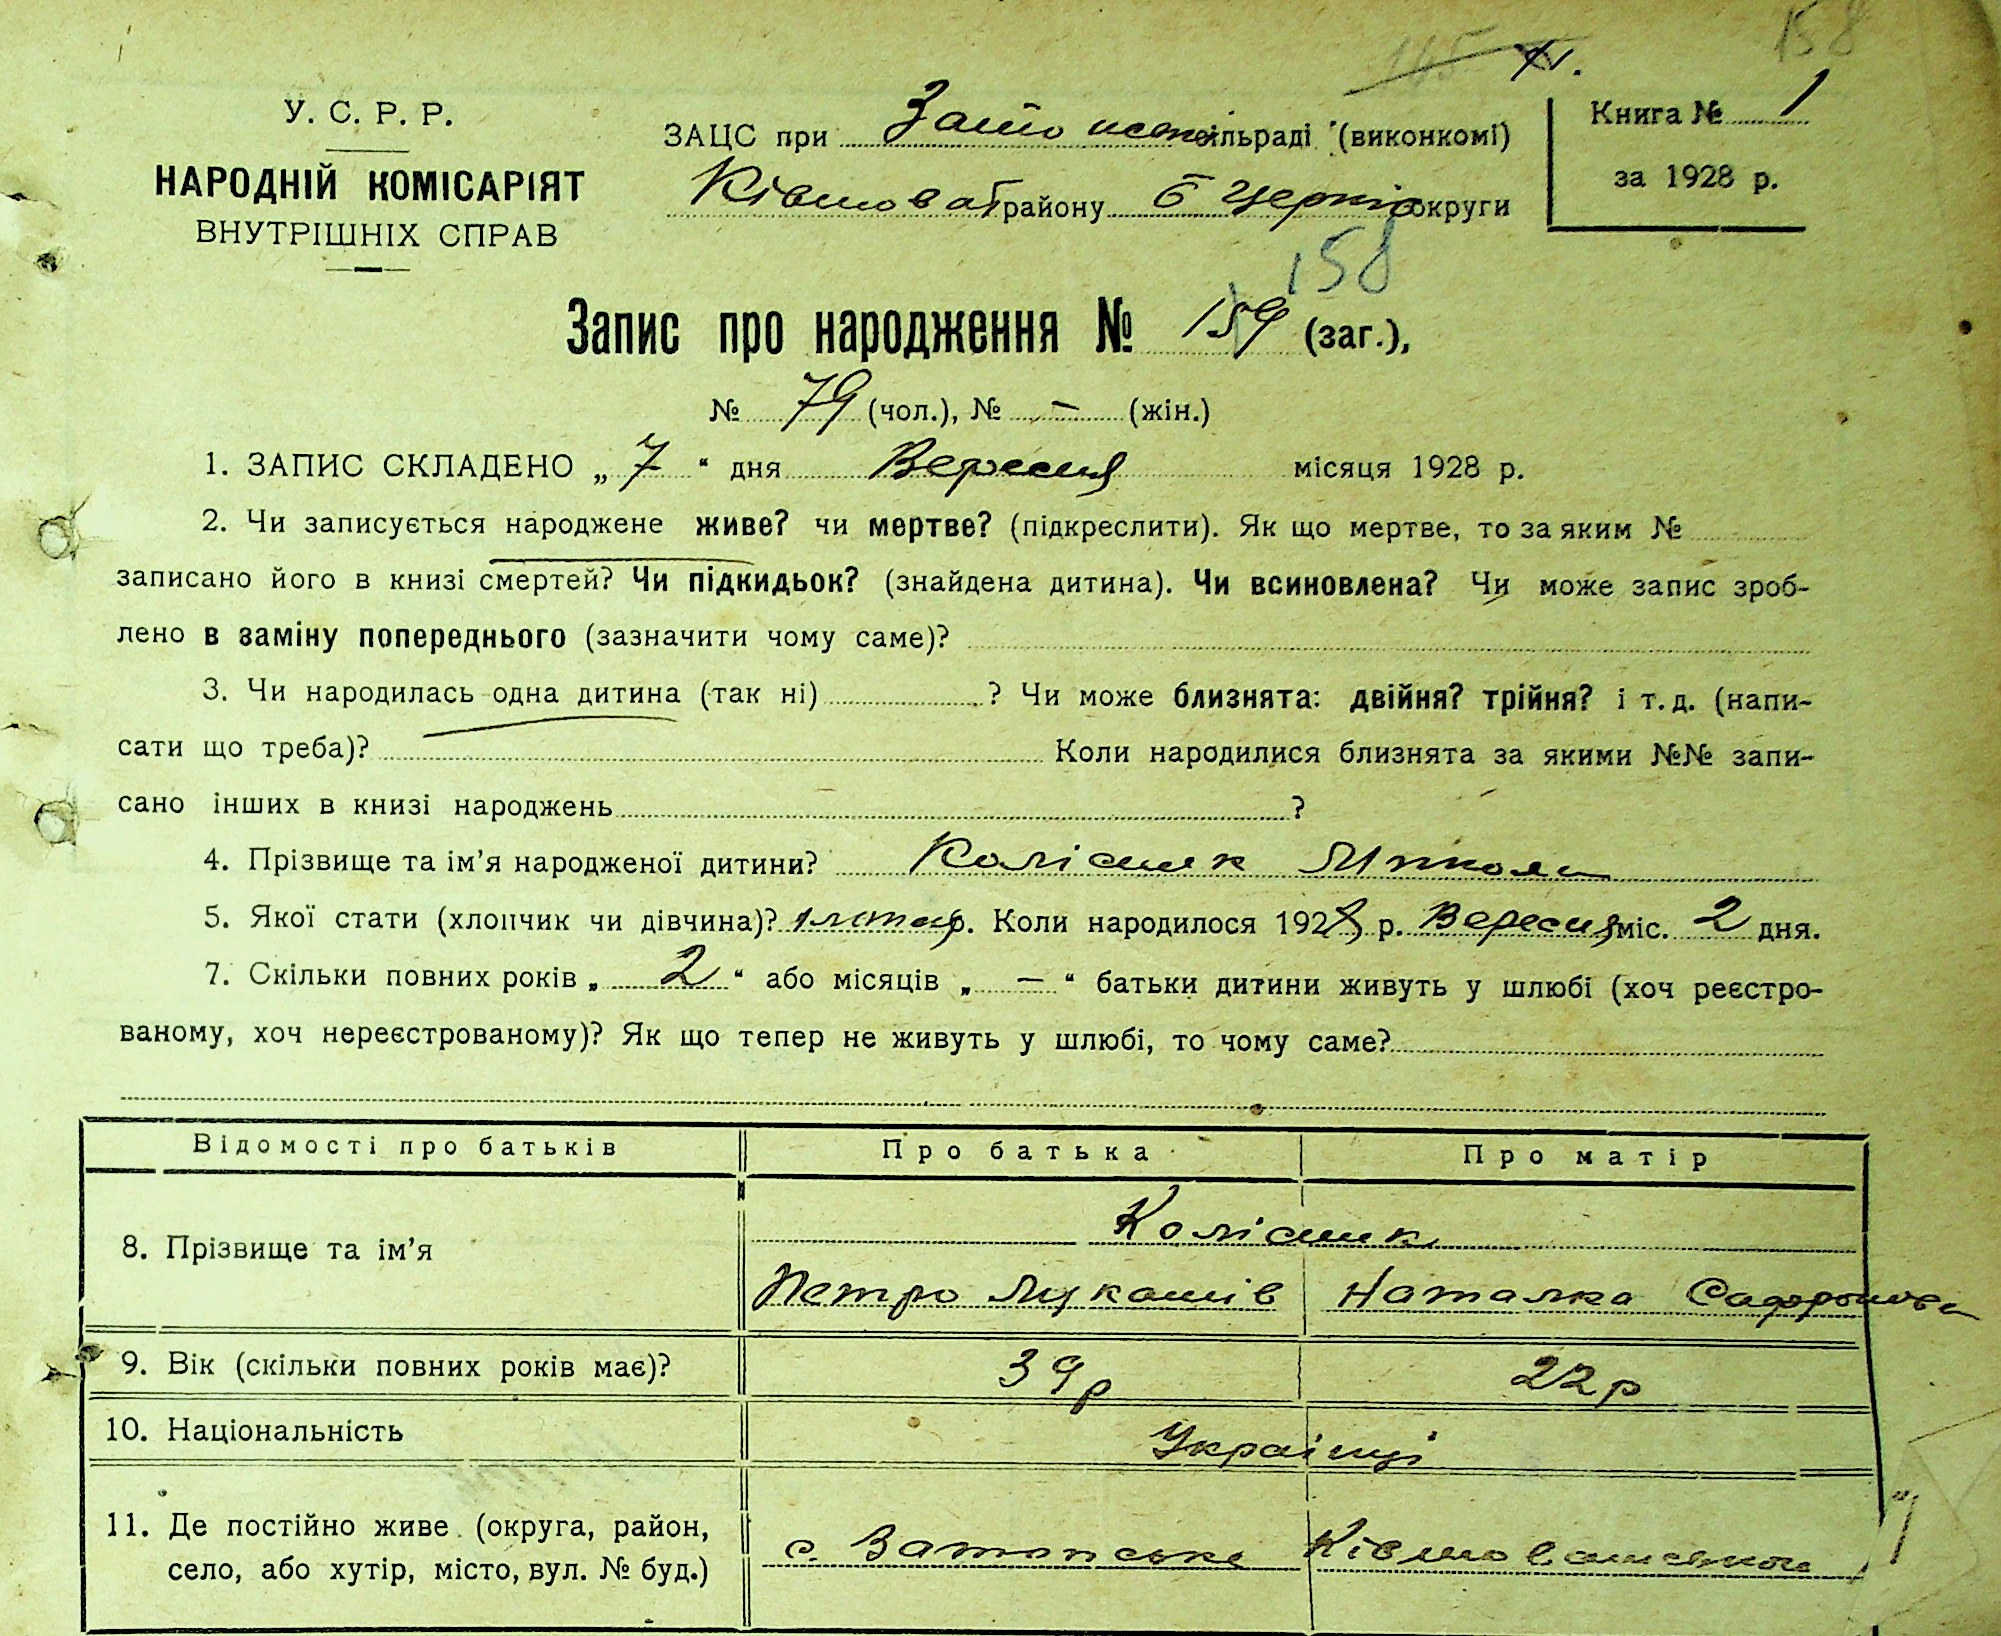 158
У. С. Р. Р.
НАРОДНІЙ КОМІСАРІЯТ
ВНУТРІШНІХ СПРАВ
ЗАЦС при сільраді (виконкомі)
Ківшоват району Б Церків округи
Книга № 1
за 1928 р.
158
Запис про народження № 159 (заг.),
№ 79 (чол.), № — (жін.)
1. ЗАПИС СКЛАДЕНО „ 7 “ дня Вересня місяця 1928 р.
2. Чи записується народжене живе? чи мертве? (підкреслити). Як що мертве, то за яким №
записано його в книзі смертей? Чи підкидьок? (знайдена дитина). Чи всиновлена? Чи може запис зроб-
лено в заміну попереднього (зазначити чому саме)?
3. Чи народилась одна дитина (так ні) ? Чи може близнята: двійня? трійня? і т. д. (напи-
сати що треба)? Коли народилися близнята за якими №№ запи-
сано інших в книзі народжень ?
4. Прізвище та ім’я народженої дитини? Колісник Микола
5. Якої стати (хлопчик чи дівчина)? Коли народилося 1928 р. Вересня міс. 2 дня.
7. Скільки повних років „ 2 “ або місяців „ — “ батьки дитини живуть у шлюбі (хоч реєстро-
ваному, хоч нереєстрованому)? Як що тепер не живуть у шлюбі, то чому саме?
Відомості про батьків Про батька Про матір
8. Прізвище та ім’я Колісник
Петро Лукашів Наталка Сафронова
9. Вік (скільки повних років має)? 39 р 22 р
10. Національність Українці
11. Де постійно живе (округа, район,
село, або хутір, місто, вул. № буд.) с.